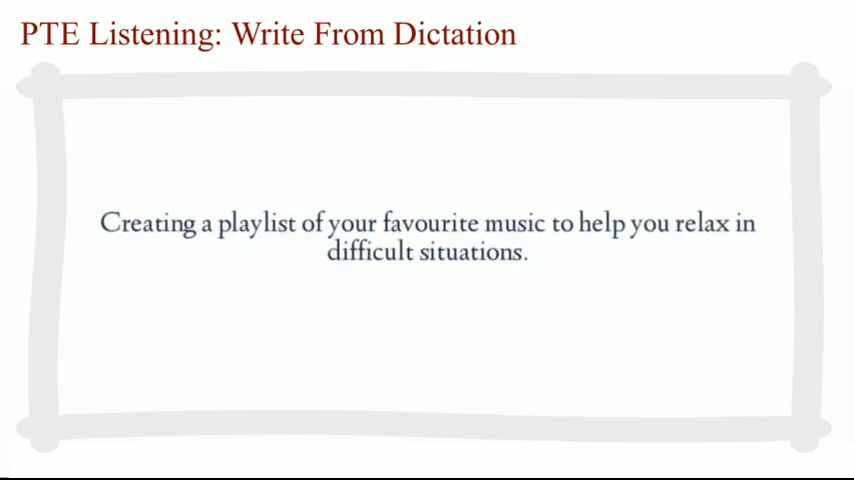 PTE Listening: Write From Dictation
Creating a playlist of your favourite music to help you relax in
difficult situations.